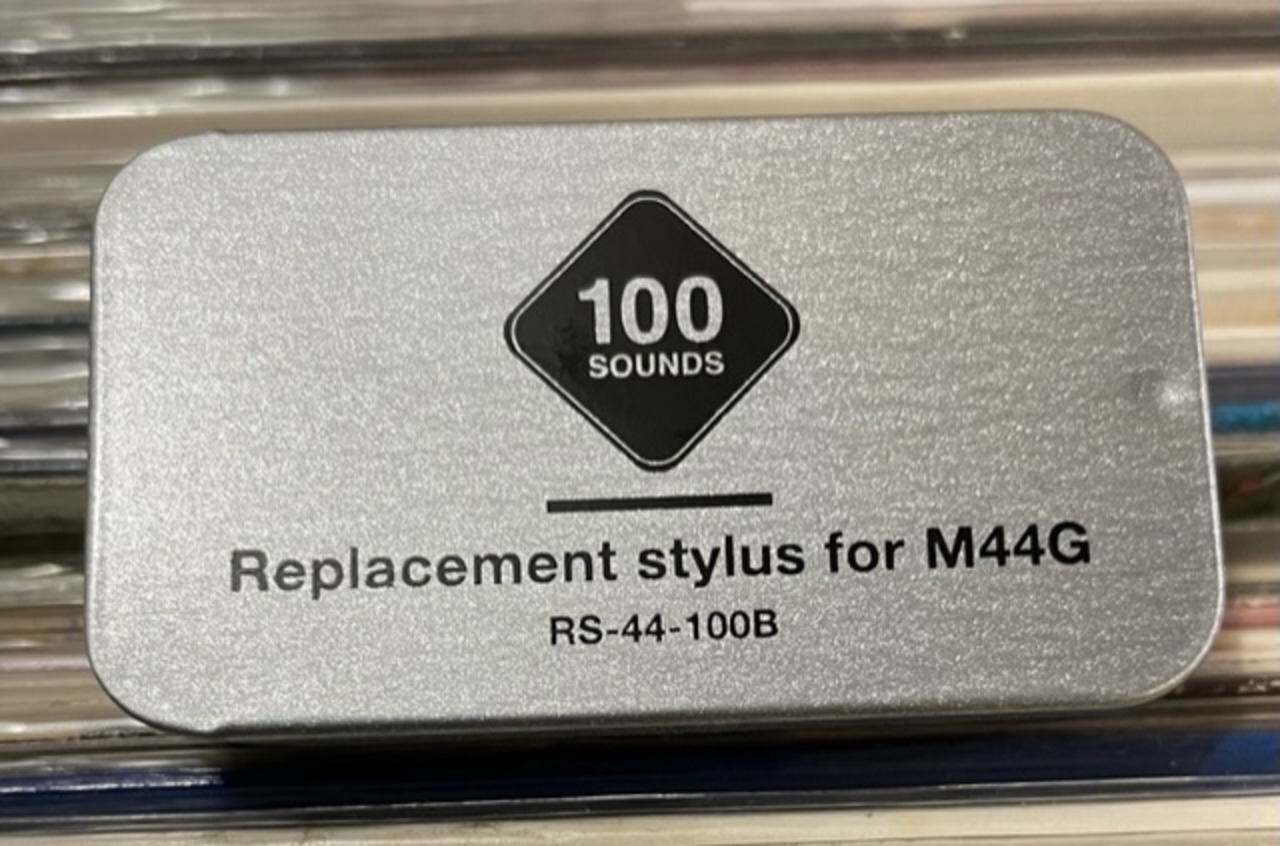 100
SOUNDS
Replacement stylus for M44G
RS-44-100B